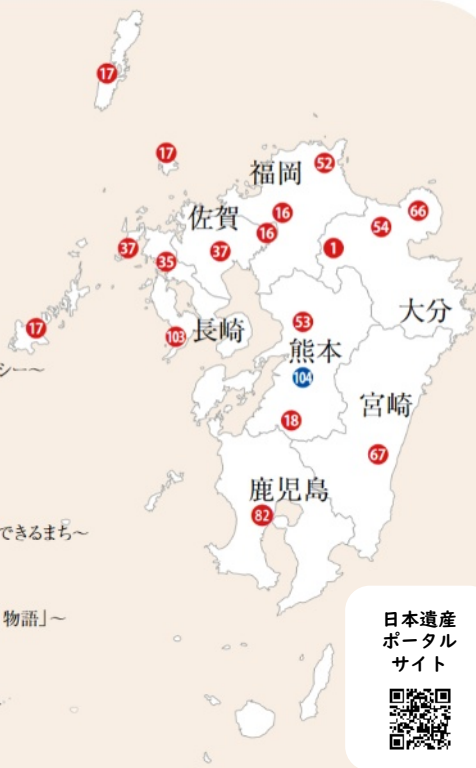 17
17
福岡
52
16
66
佐賀
16
54
37
37
1
35
17
大分
53
103
長崎
シー～
熊本
104
宮崎
18
67
鹿児島
82
できるまち～
物語」～
日本遺産
ポータル
サイト